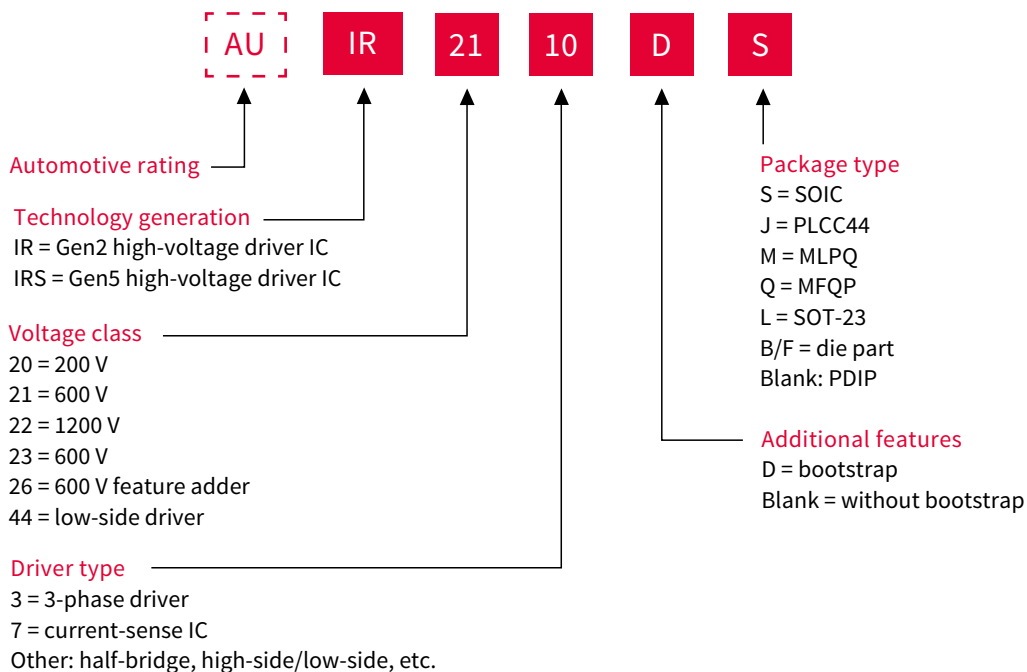 AU IR 21 10 D S
Automotive rating
Technology generation
IR = Gen2 high-voltage driver IC
IRS = Gen5 high-voltage driver IC
Voltage class
20 = 200 V
21 = 600 V
22 = 1200 V
23 = 600 V
26 = 600 V feature adder
44 = low-side driver
Driver type
3 = 3-phase driver
7 = current-sense IC
Other: half-bridge, high-side/low-side, etc.
Package type
S = SOIC
J = PLCC44
M = MLPQ
Q = MFQP
L = SOT-23
B/F = die part
Blank: PDIP
Additional features
D = bootstrap
Blank = without bootstrap